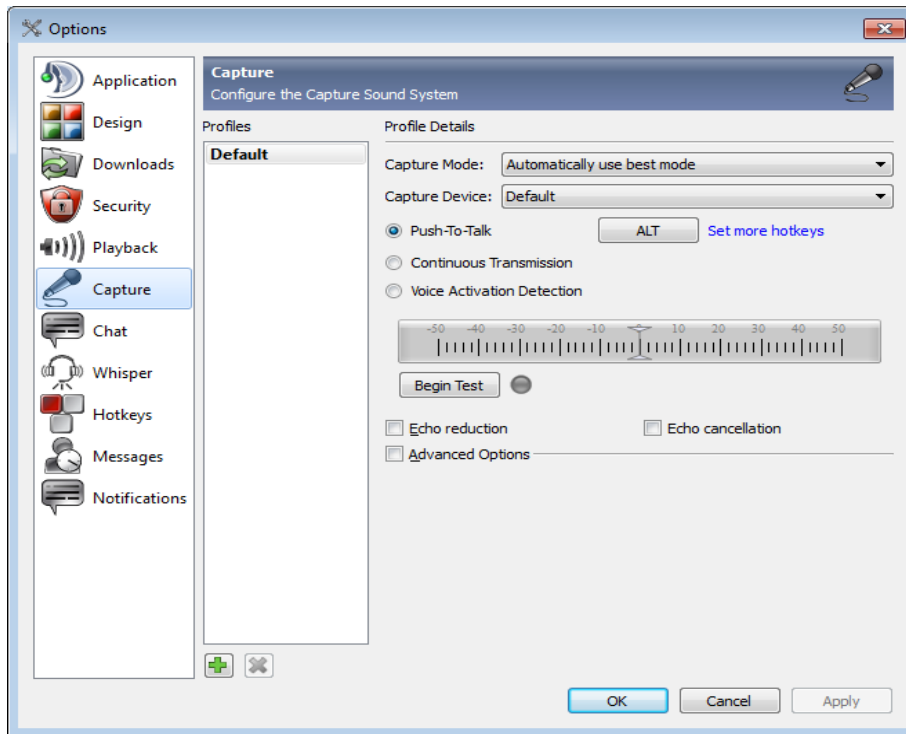 Options
Application
Design
Downloads
Security
Playback
Capture
Chat
Whisper
Hotkeys
Messages
Notifications
Capture
Configure the Capture Sound System
Profiles
Default
Profile Details
Capture Mode: Automatically use best mode
Capture Device: Default
Push-To-Talk ALT Set more hotkeys
Continuous Transmission
Voice Activation Detection
-50 -40 -30 -20 -10 10 20 30 40 50
Begin Test
Echo reduction Echo cancellation
Advanced Options
OK Cancel Apply